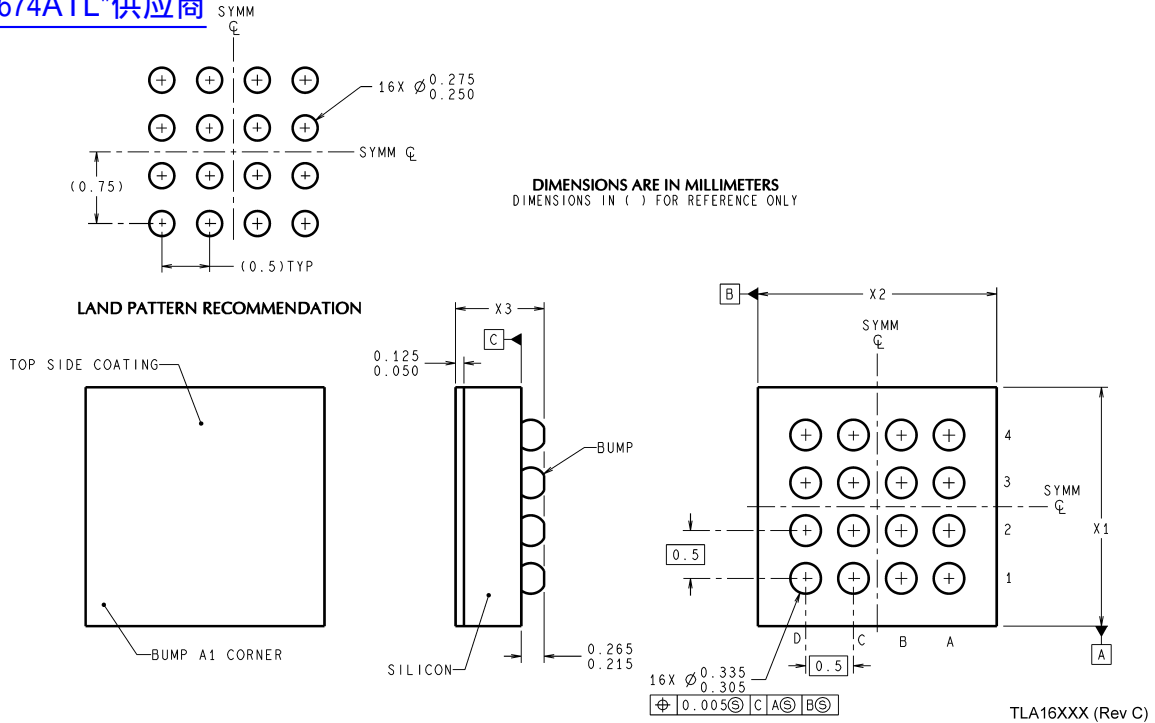 674ATL"供应商
SYMM
℄
16X Ø 0.275
0.250
SYMM ℄
(0.75)
(0.5)TYP
DIMENSIONS ARE IN MILLIMETERS
DIMENSIONS IN ( ) FOR REFERENCE ONLY
LAND PATTERN RECOMMENDATION
TOP SIDE COATING
BUMP A1 CORNER
X3
C
0.125
0.050
BUMP
SILICON
0.265
0.215
B
X2
SYMM
℄
4
3
2
1
SYMM
℄
X1
0.5
D C B A
0.5
A
16X Ø 0.335
0.305
⌖ 0.005Ⓢ C AⓈ BⓈ
TLA16XXX (Rev C)